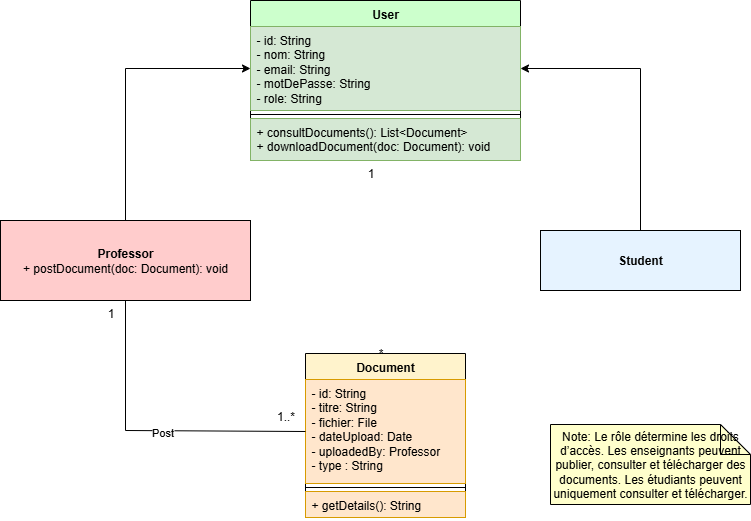 User
- id: String
- nom: String
- email: String
- motDePasse: String
- role: String
+ consultDocuments(): List<Document>
+ downloadDocument(doc: Document): void
1
Professor
+ postDocument(doc: Document): void
Student
1
*
Document
- id: String
- titre: String
- fichier: File
- dateUpload: Date
- uploadedBy: Professor
- type : String
+ getDetails(): String
1..*
Post
Note: Le rôle détermine les droits
d'accès. Les enseignants peuvent
publier, consulter et télécharger des
documents. Les étudiants peuvent
uniquement consulter et télécharger.